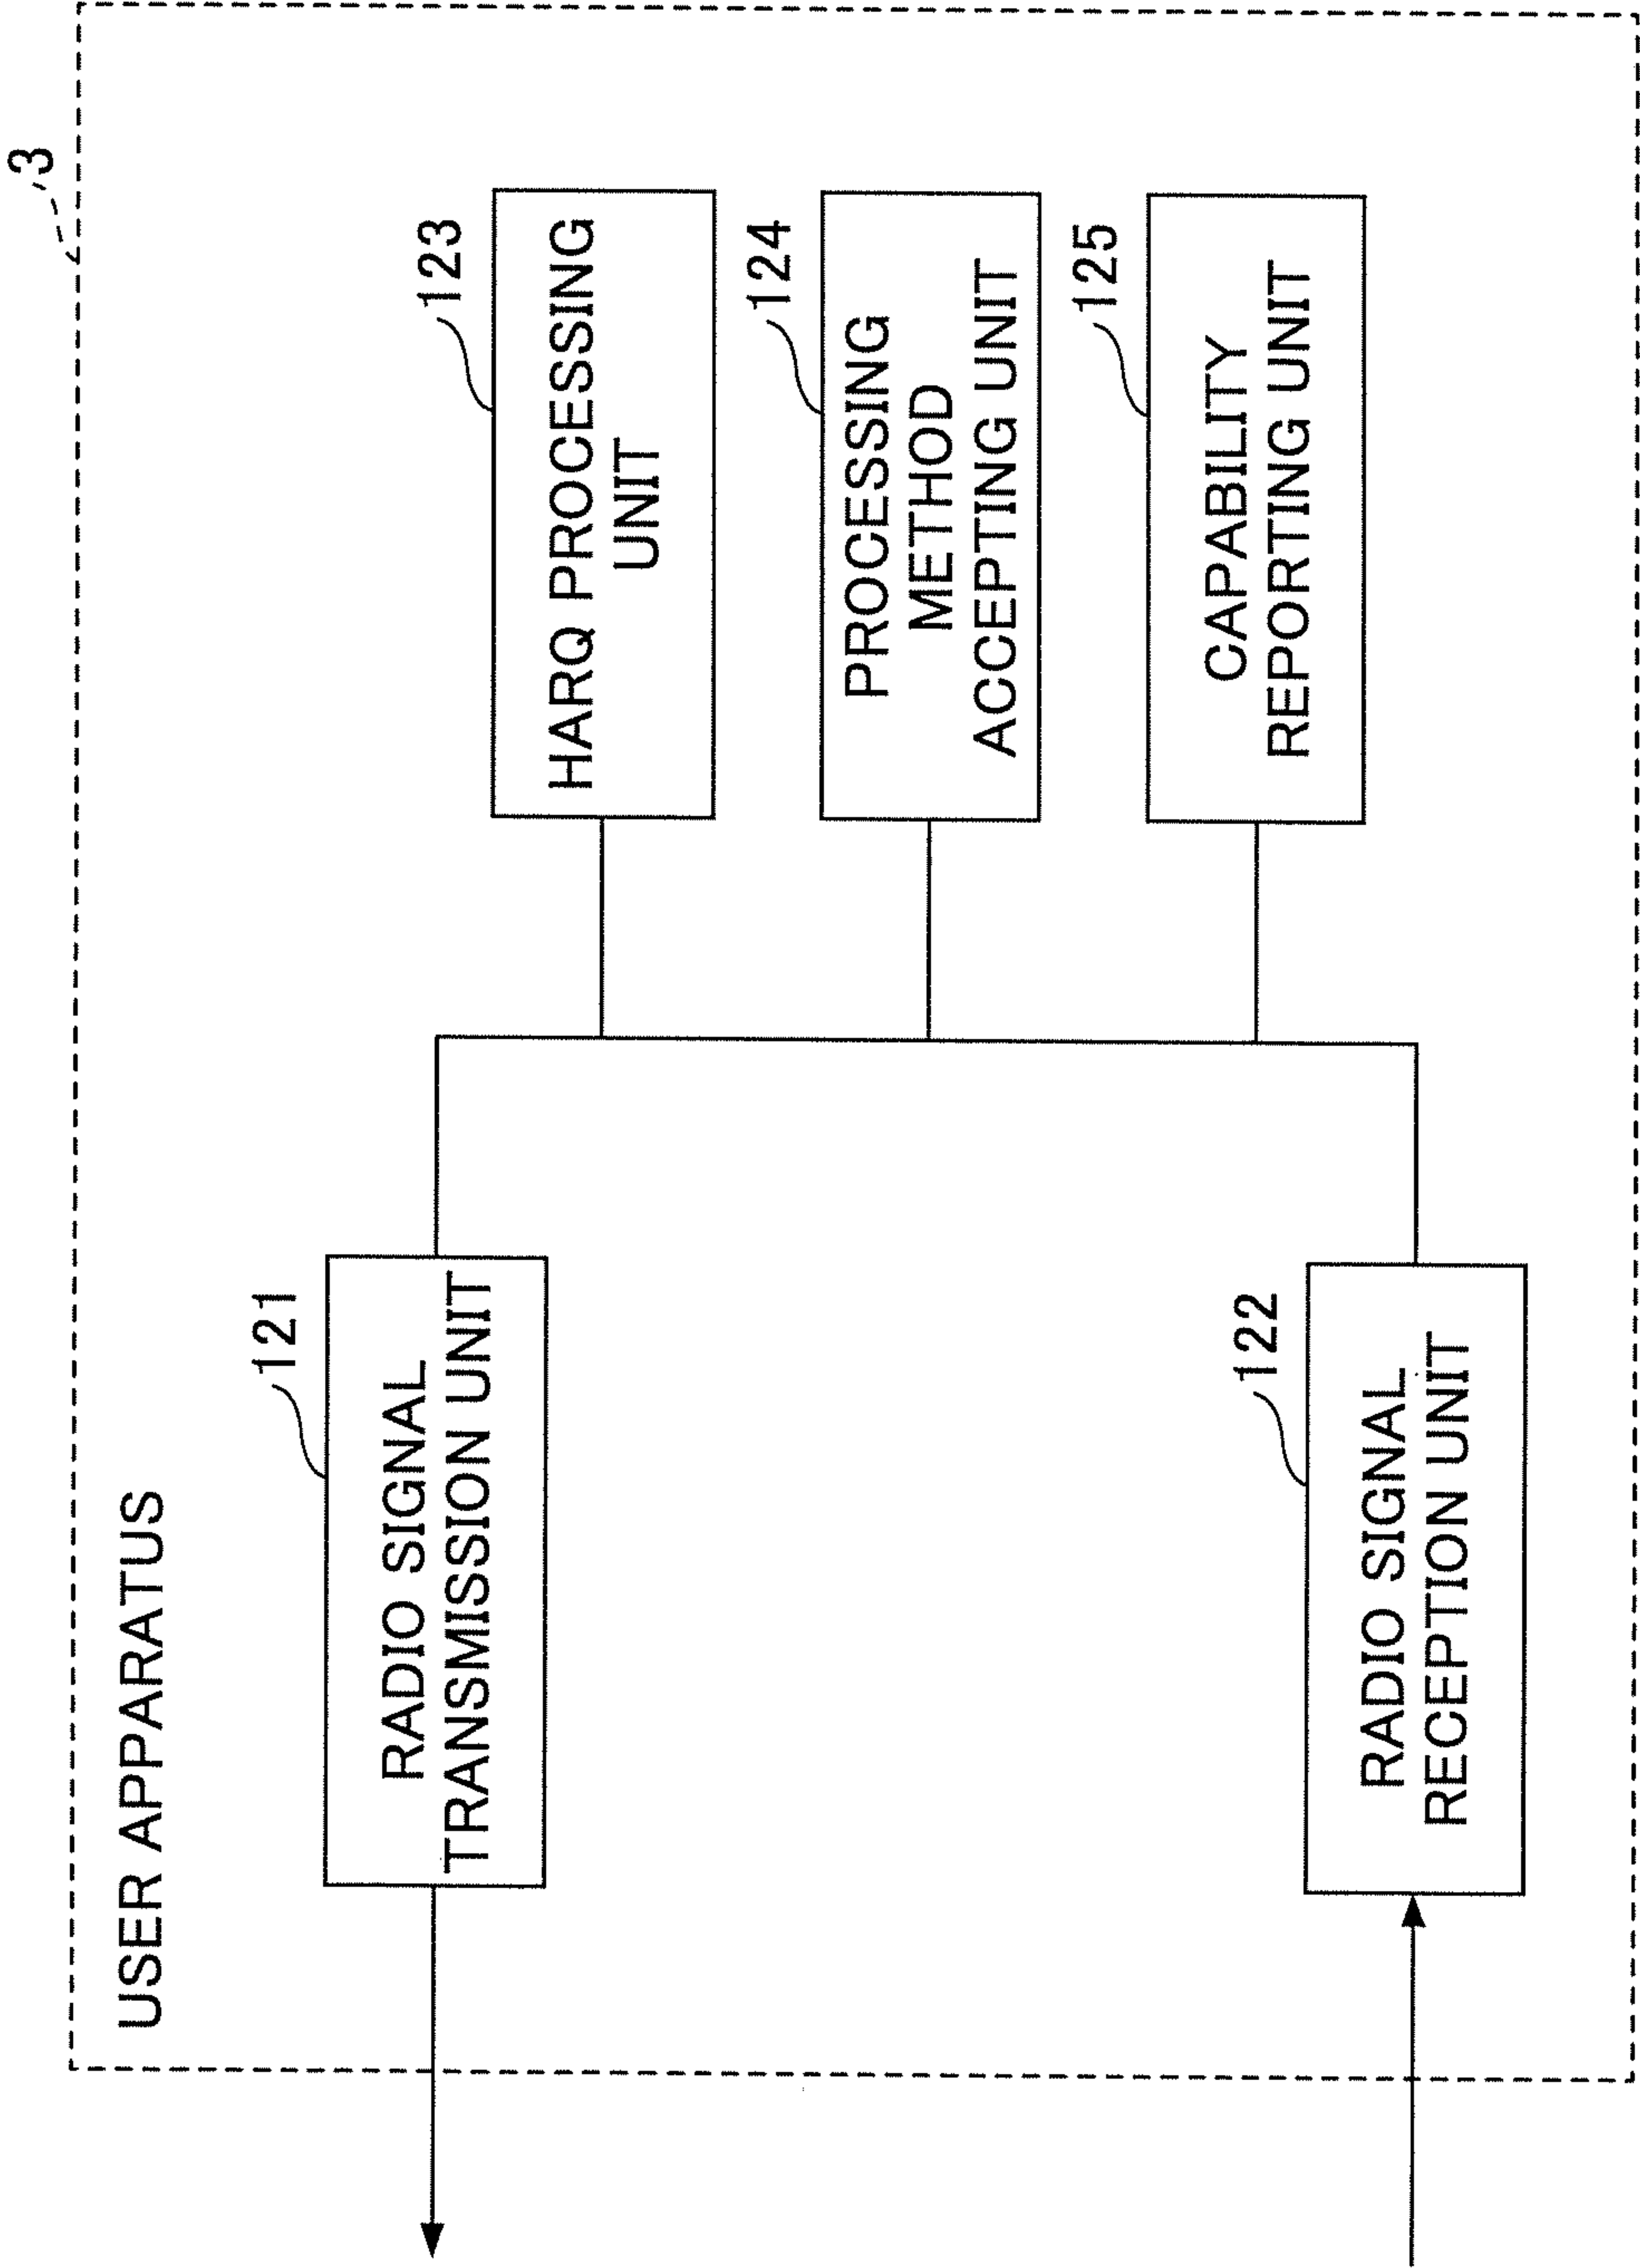 3
USER APPARATUS
121
RADIO SIGNAL
TRANSMISSION UNIT
122
RADIO SIGNAL
RECEPTION UNIT
123
HARQ PROCESSING
UNIT
124
PROCESSING
METHOD
ACCEPTING UNIT
125
CAPABILITY
REPORTING UNIT